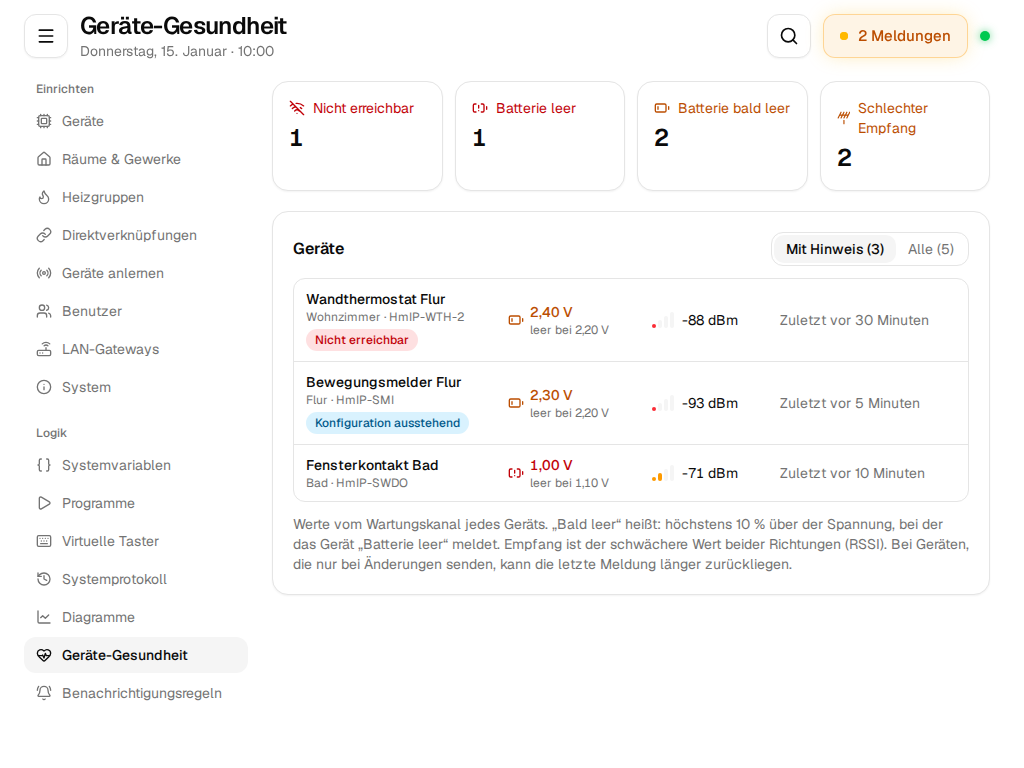 Geräte-Gesundheit
Donnerstag, 15. Januar · 10:00
2 Meldungen
Einrichten
Geräte
Räume & Gewerke
Heizgruppen
Direktverknüpfungen
Geräte anlernen
Benutzer
LAN-Gateways
System
Logik
Systemvariablen
Programme
Virtuelle Taster
Systemprotokoll
Diagramme
Geräte-Gesundheit
Benachrichtigungsregeln
Nicht erreichbar
1
Batterie leer
1
Batterie bald leer
2
Schlechter
Empfang
2
Geräte
Mit Hinweis (3)
Alle (5)
Wandthermostat Flur
Wohnzimmer · HmIP-WTH-2
Nicht erreichbar
2,40 V
leer bei 2,20 V
-88 dBm
Zuletzt vor 30 Minuten
Bewegungsmelder Flur
Flur · HmIP-SMI
Konfiguration ausstehend
2,30 V
leer bei 2,20 V
-93 dBm
Zuletzt vor 5 Minuten
Fensterkontakt Bad
Bad · HmIP-SWDO
1,00 V
leer bei 1,10 V
-71 dBm
Zuletzt vor 10 Minuten
Werte vom Wartungskanal jedes Geräts. „Bald leer“ heißt: höchstens 10 % über der Spannung, bei der
das Gerät „Batterie leer“ meldet. Empfang ist der schwächere Wert beider Richtungen (RSSI). Bei Geräten,
die nur bei Änderungen senden, kann die letzte Meldung länger zurückliegen.